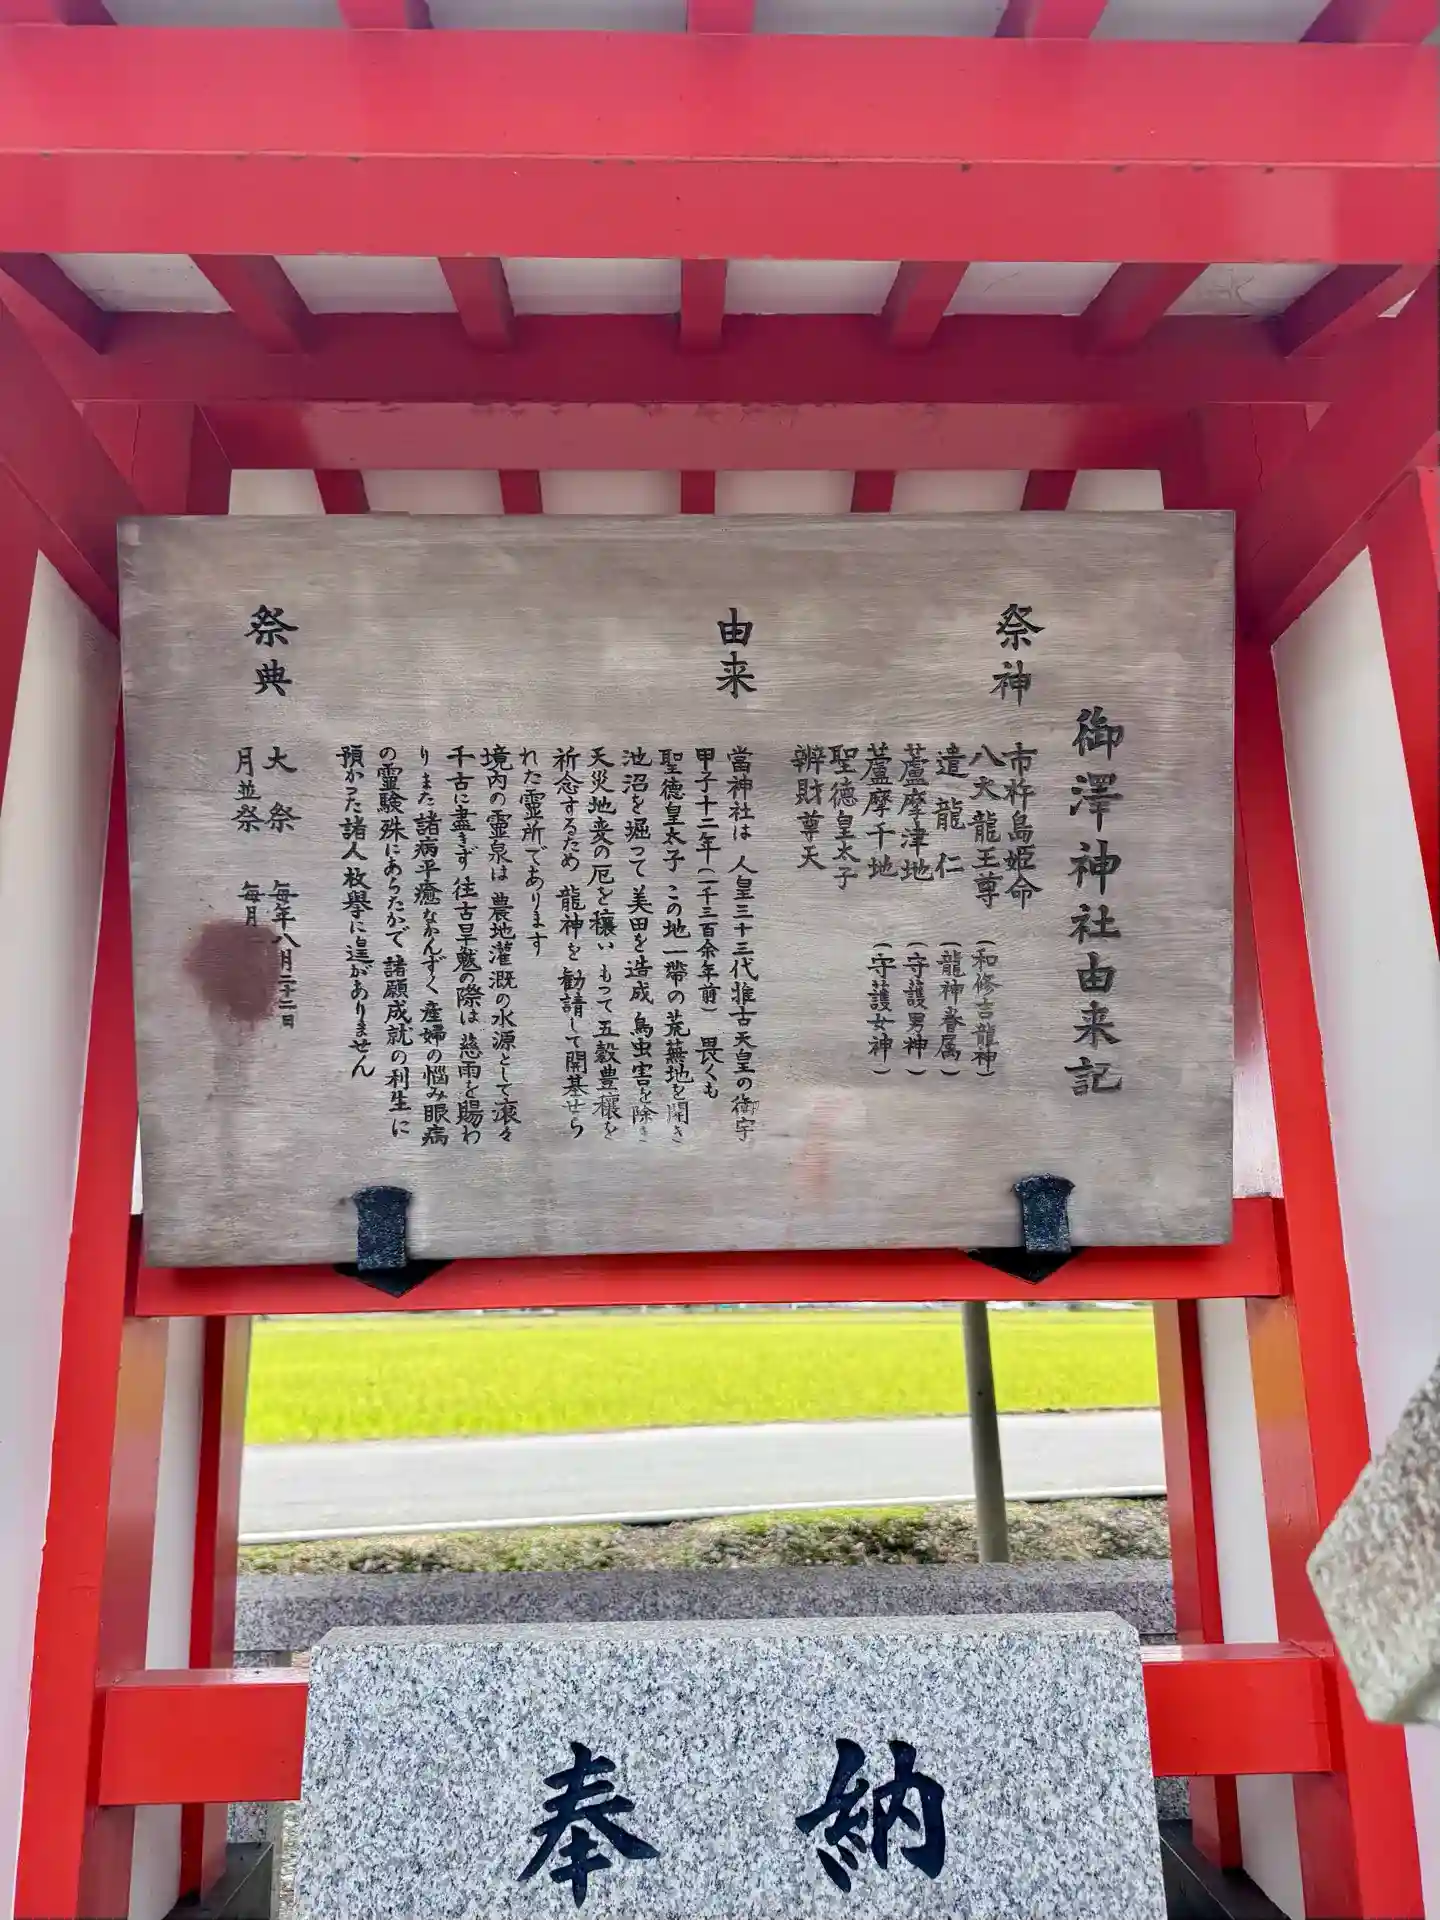 御澤神社由来記
祭神
市杵島姫命
八大龍王尊（和修吉龍神）
遣龍仁（龍神眷属）
蘆摩津地（守護男神）
蘆摩千地（守護女神）
聖徳皇太子
辨財尊天
由来
當神社は 人皇三十三代推古天皇の御宇
甲子十二年（一千三百余年前） 畏くも
聖徳皇太子 この地一帯の荒蕪地を開き
池沼を堀って 美田を造成 鳥虫害を除き
天災地変の厄を穰い もって五穀豊穰を
祈念するため 龍神を勧請して開基せら
れた霊所であります
境内の霊泉は 農地灌漑の水源として滾々
千古に盡きず 往古旱魃の際は 慈雨を賜わ
りまた諸病平癒なかんずく産婦の悩み眼病
の霊験殊にあらたかで 諸願成就の利生に
預かった諸人枚擧に遑がありません
祭典
大祭 毎年八月二十二日
月並祭 毎月
奉納